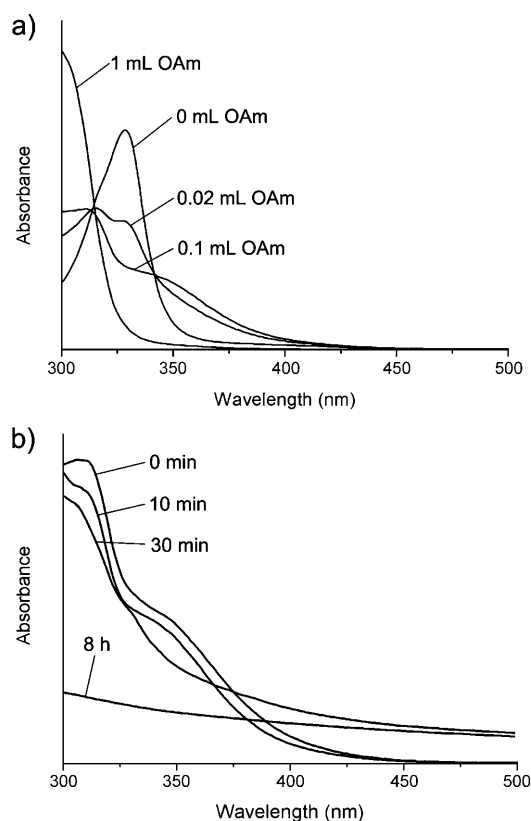 a)
1 mL OAm
0 mL OAm
0.02 mL OAm
0.1 mL OAm
Absorbance
300 350 400 450 500
Wavelength (nm)
b)
0 min
10 min
30 min
8 h
Absorbance
300 350 400 450 500
Wavelength (nm)